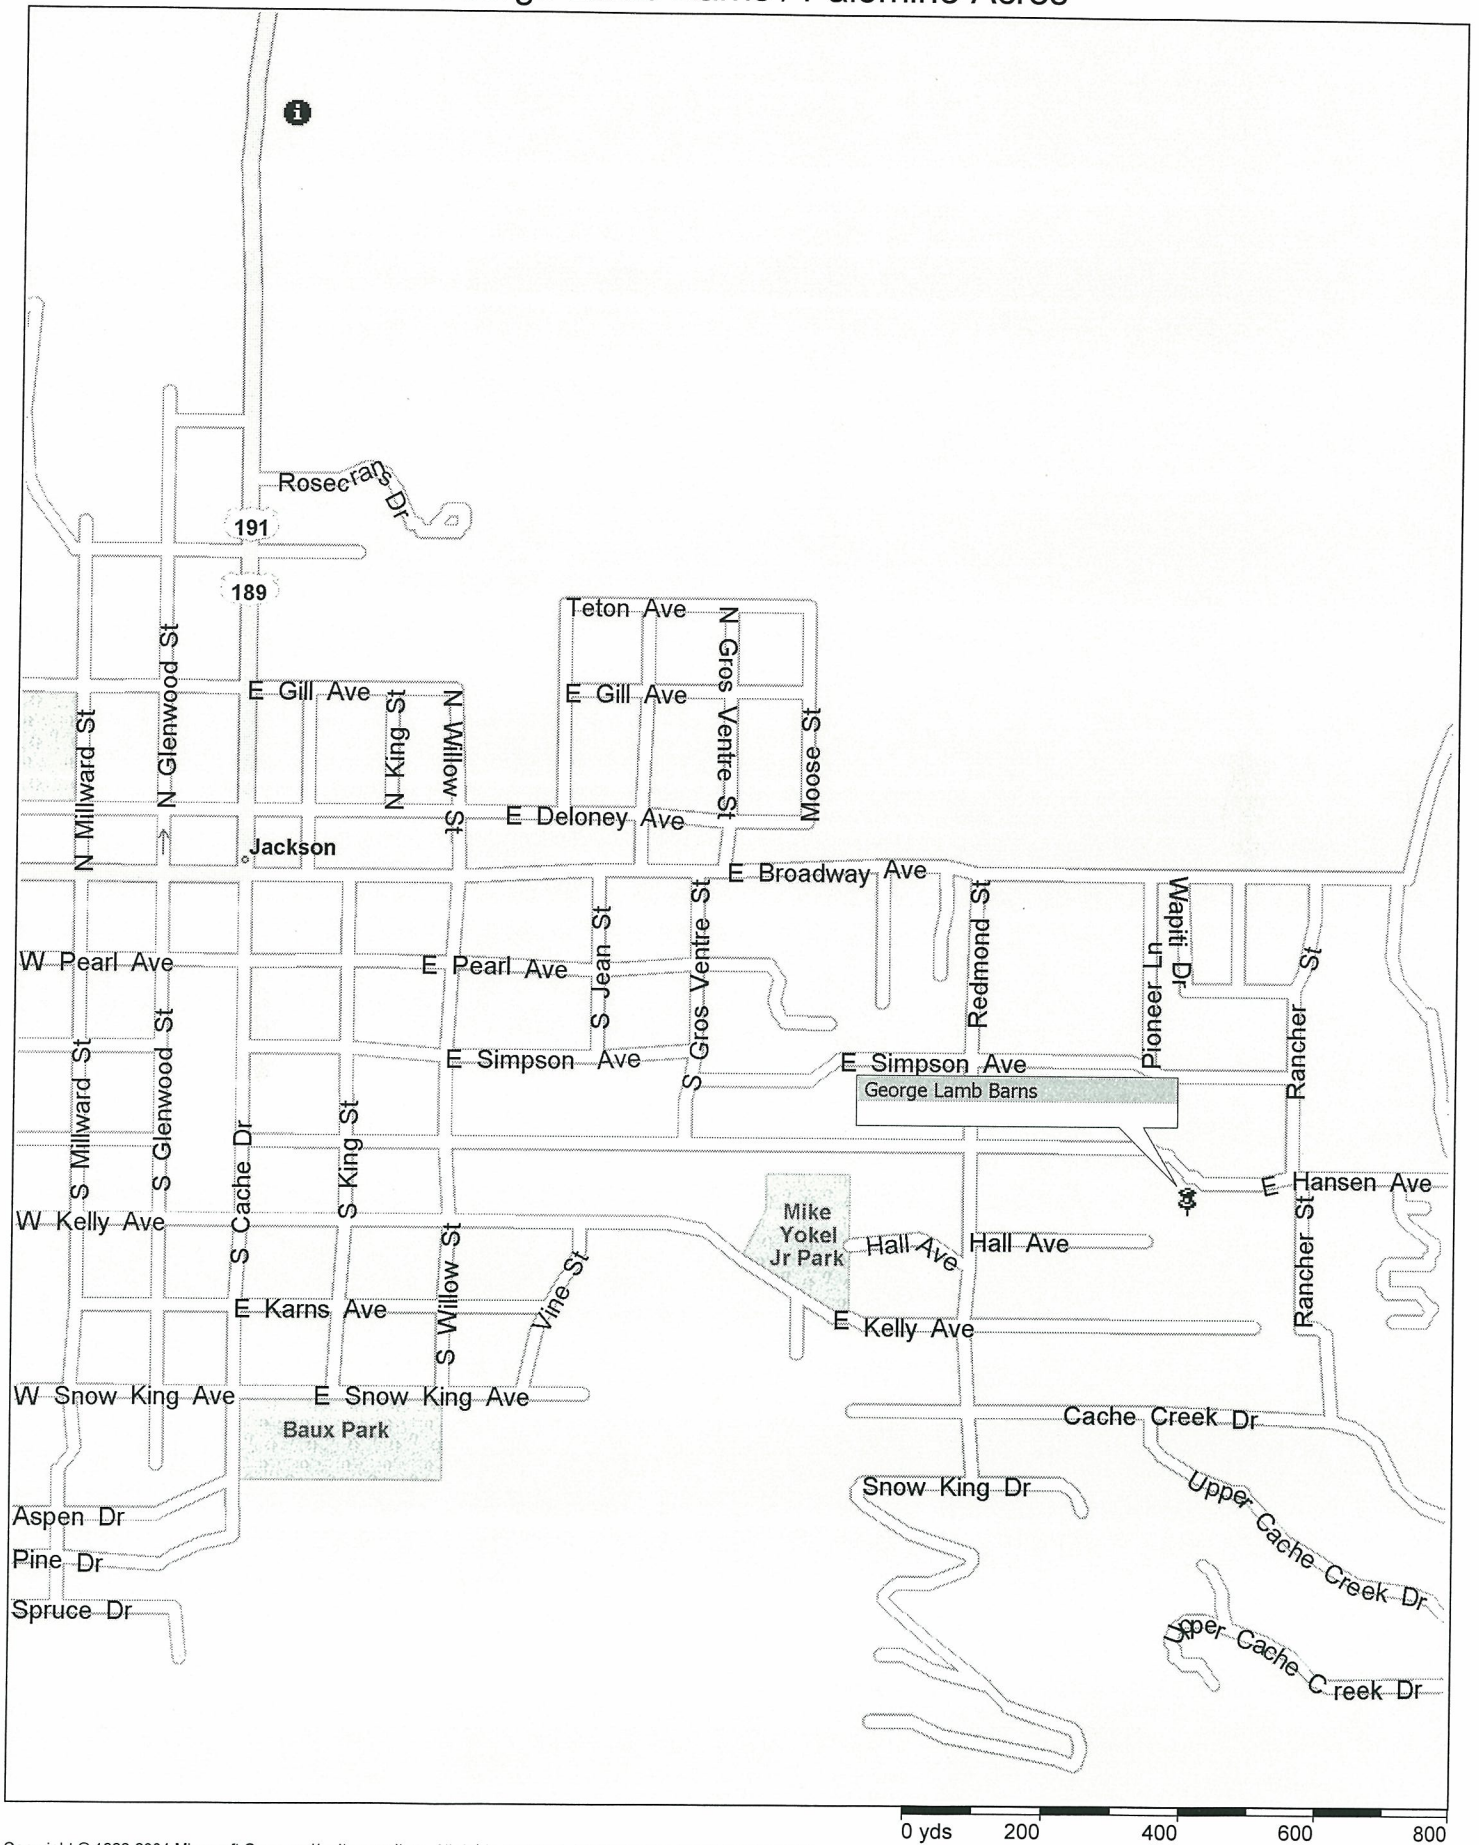 Palomino Acres
i
Rosecrans Dr
191
189
Teton Ave
N Gros Ventre St
N Glenwood St
E Gill Ave
E Gill Ave
N King St
N Willow St
N Millward St
Moose St
E Deloney Ave
Jackson
E Broadway Ave
W Pearl Ave
E Pearl Ave
S Jean St
S Gros Ventre St
Redmond St
Wapiti Dr
Pioneer Ln
Rancher St
S Millward St
S Glenwood St
E Simpson Ave
E Simpson Ave
George Lamb Barns
S Cache Dr
S King St
E Hansen Ave
W Kelly Ave
Mike
Yokel
Jr Park
Hall Ave
Hall Ave
S Willow St
Vine St
Rancher St
E Karns Ave
E Kelly Ave
W Snow King Ave
E Snow King Ave
Baux Park
Cache Creek Dr
Snow King Dr
Upper Cache Creek Dr
Aspen Dr
Pine Dr
Spruce Dr
Upper Cache Creek Dr
0 yds 200 400 600 800